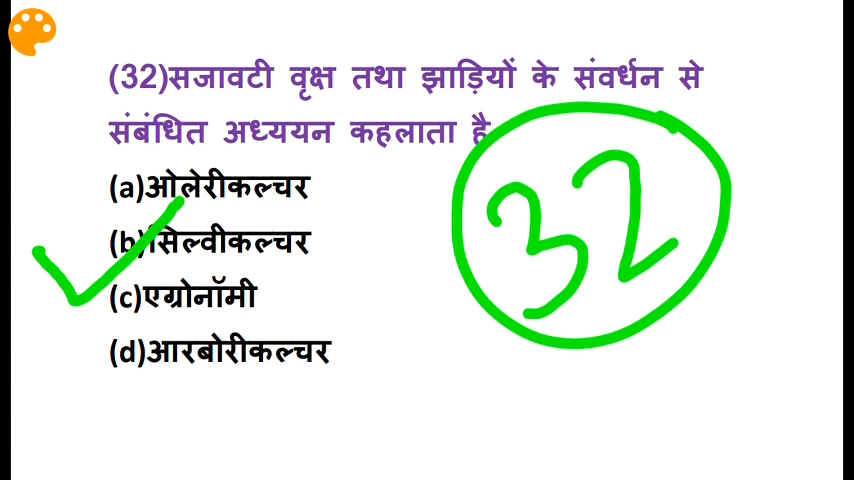 (32)सजावटी वृक्ष तथा झाड़ियों के संवर्धन से
संबंधित अध्ययन कहलाता है
32
(a)ओलेरीकल्चर
(b)सिल्वीकल्चर
(c)एग्रोनॉमी
(d)आरबोरीकल्चर